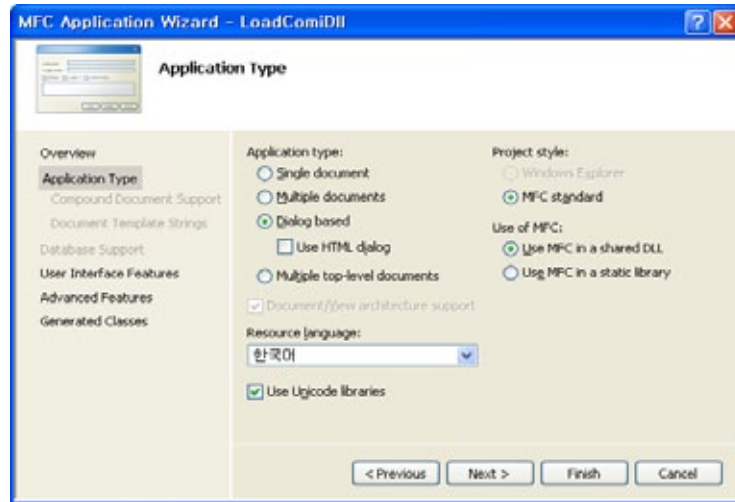 MFC Application Wizard - LoadComiDll
Application Type
Overview
Application Type
Compound Document Support
Document Template Strings
Database Support
User Interface Features
Advanced Features
Generated Classes
Application type:
Single document
Multiple documents
Dialog based
Use HTML dialog
Multiple top-level documents
Document/View architecture support
Resource language:
한국어
Use Unicode libraries
Project style:
Windows Explorer
MFC standard
Use of MFC:
Use MFC in a shared DLL
Use MFC in a static library
< Previous
Next >
Finish
Cancel